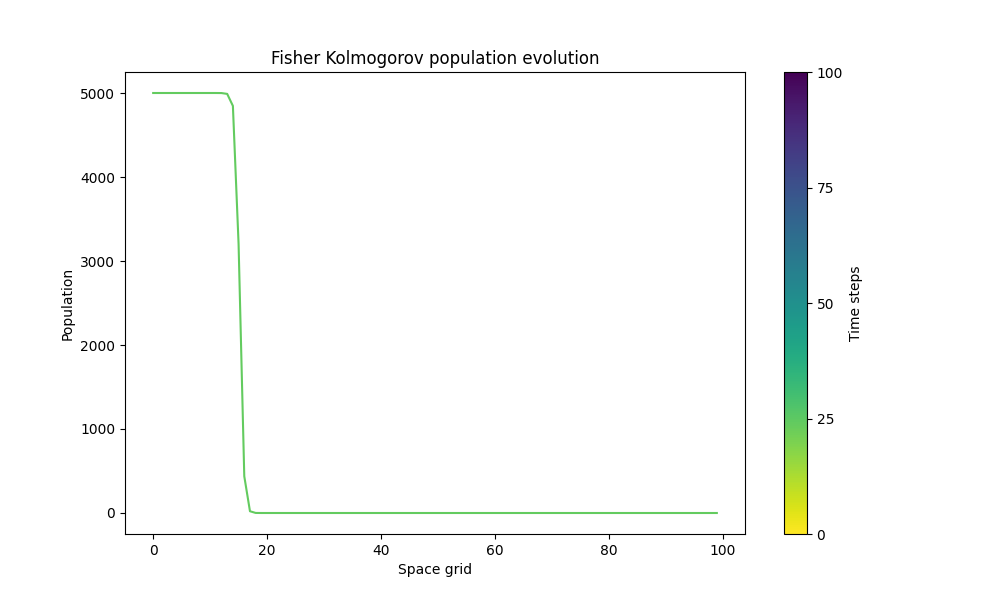 Fisher Kolmogorov population evolution
5000
4000
3000
2000
1000
0
Population
0 20 40 60 80 100
Space grid
100
75
50
25
0
Time steps